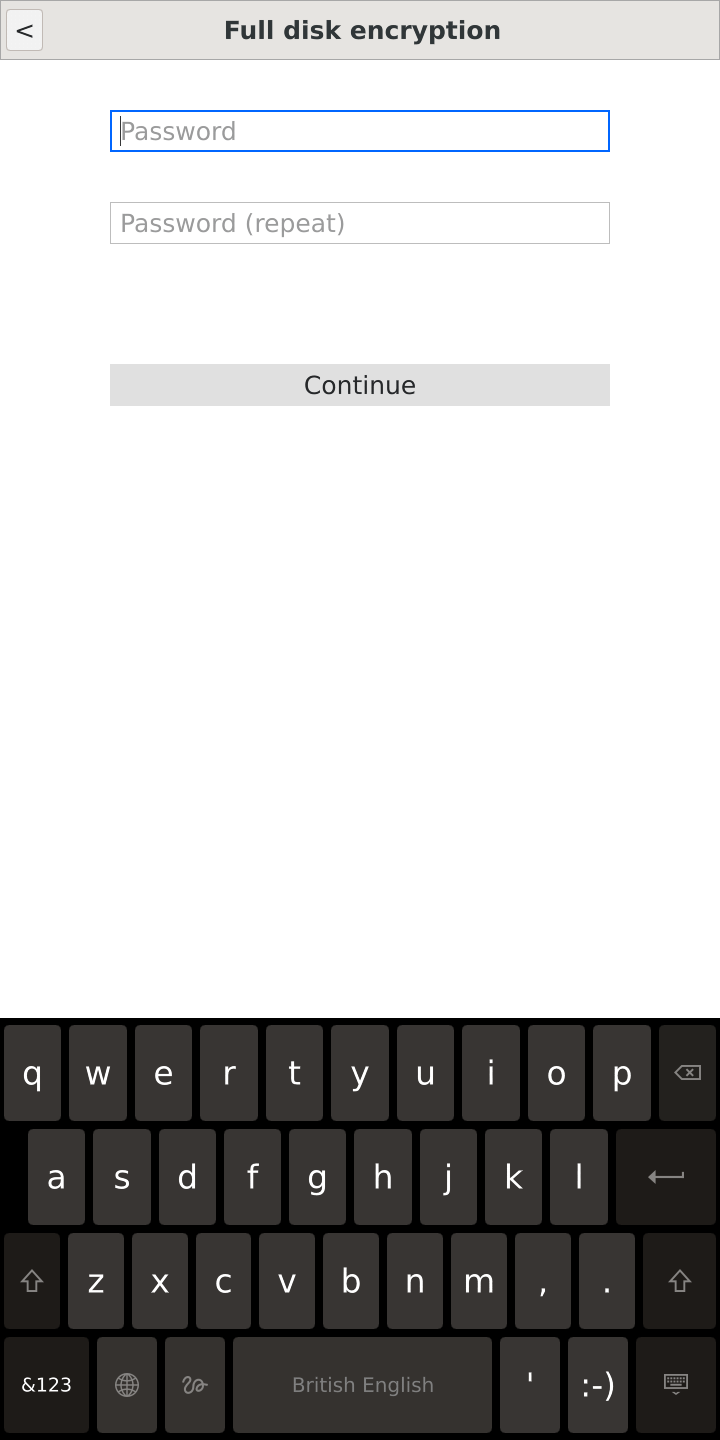 < Full disk encryption
Password
Password (repeat)
Continue
q w e r t y u i o p
a s d f g h j k l
z x c v b n m , .
&123 British English ' :-)